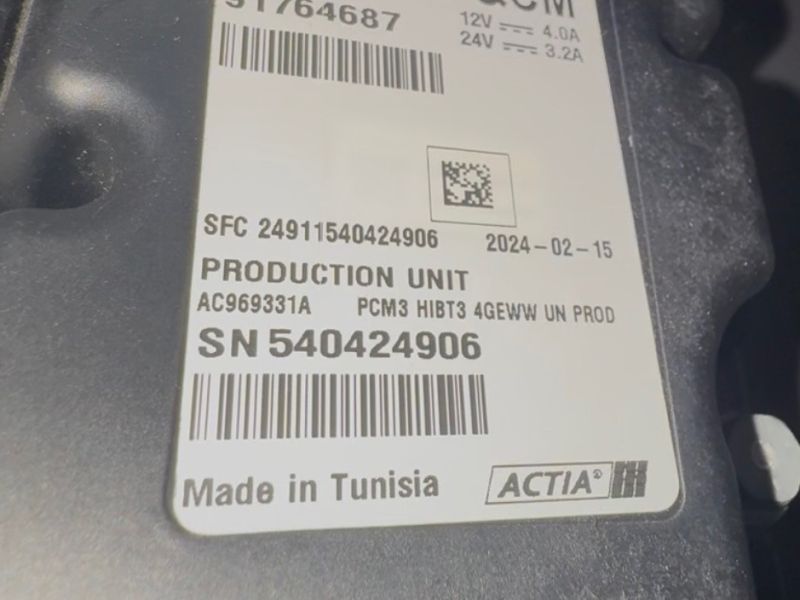 91764687
12V ⎓ 4.0A
24V ⎓ 3.2A
SFC 24911540424906 2024-02-15
PRODUCTION UNIT
AC969331A PCM3 HIBT3 4GEWW UN PROD
SN 540424906
Made in Tunisia ACTIA®